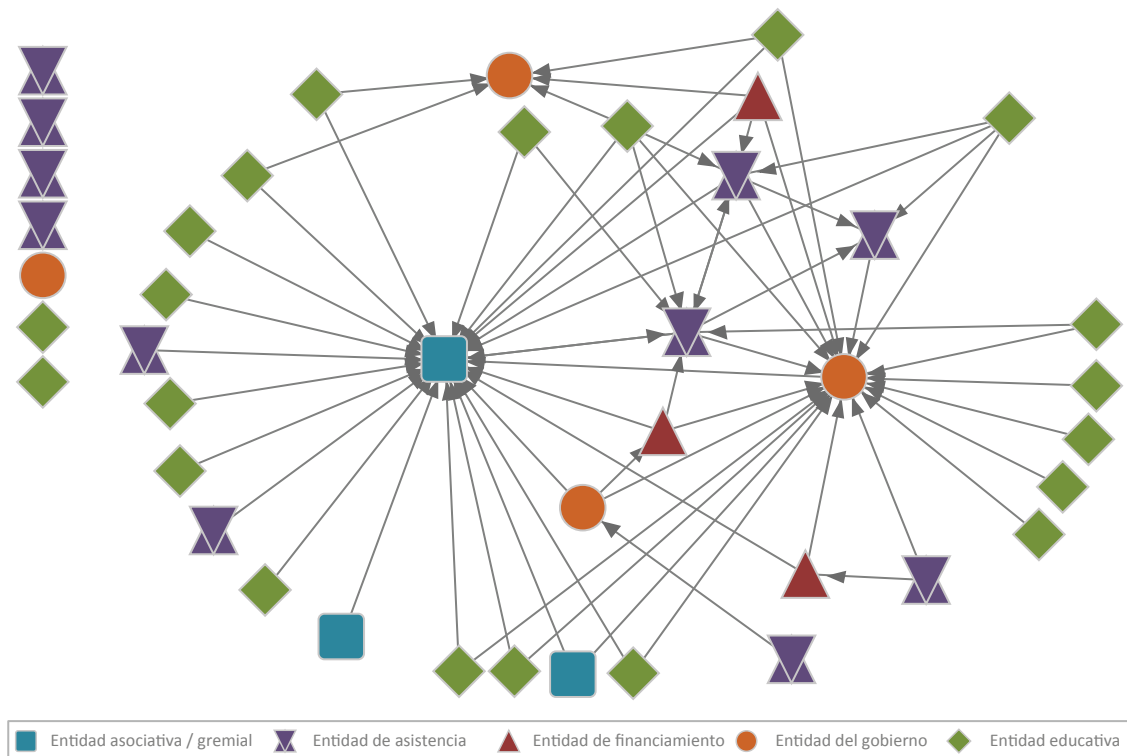 Entidad asociativa / gremial Entidad de asistencia Entidad de financiamiento Entidad del gobierno Entidad educativa